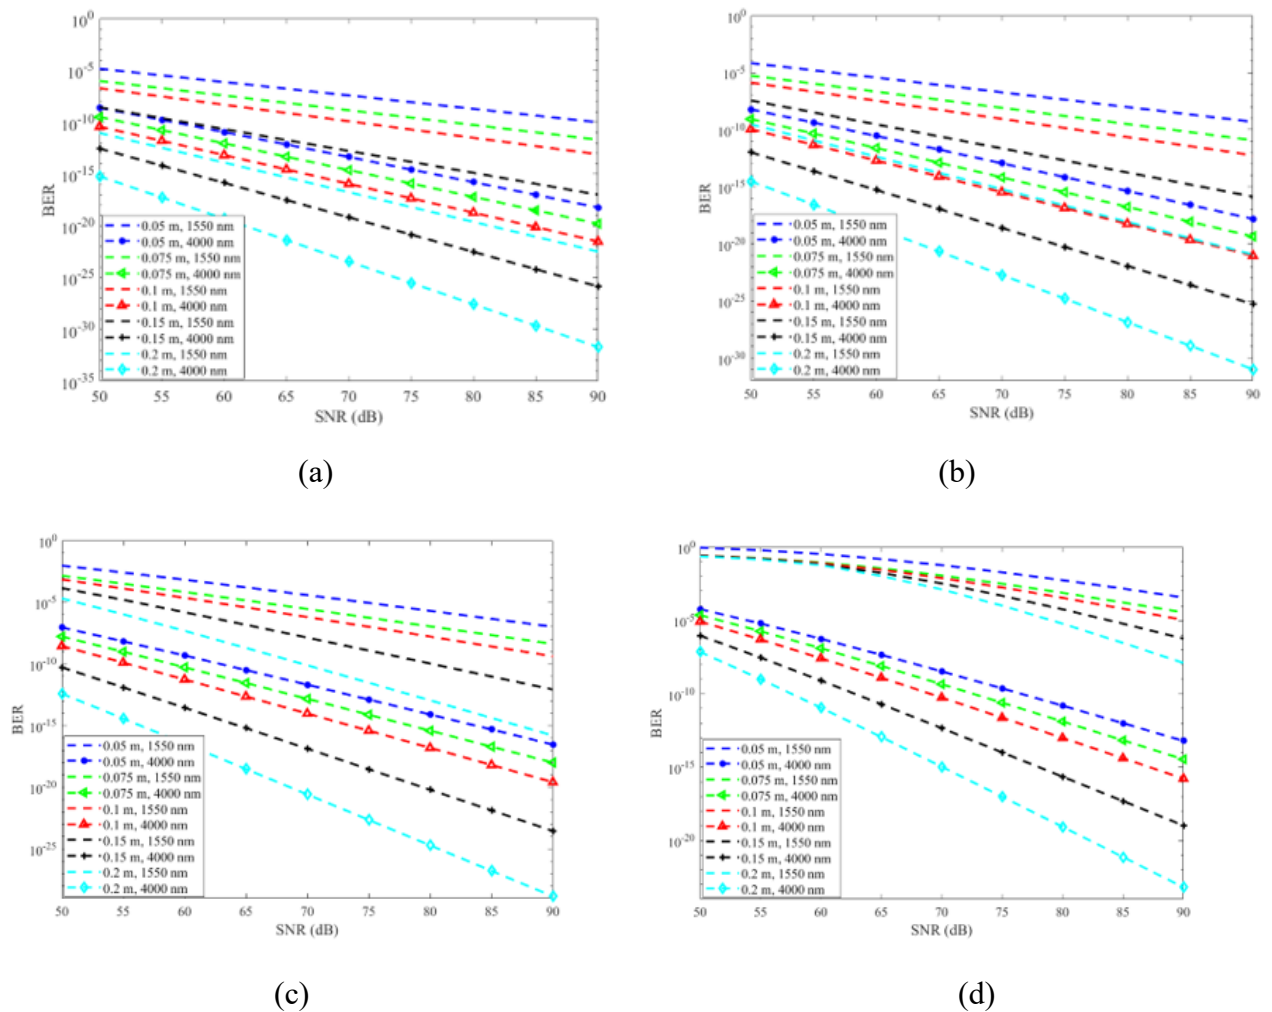 10^0
10^-5
10^-10
10^-15
10^-20
10^-25
10^-30
10^-35
BER
0.05 m, 1550 nm
0.05 m, 4000 nm
0.075 m, 1550 nm
0.075 m, 4000 nm
0.1 m, 1550 nm
0.1 m, 4000 nm
0.15 m, 1550 nm
0.15 m, 4000 nm
0.2 m, 1550 nm
0.2 m, 4000 nm
50 55 60 65 70 75 80 85 90
SNR (dB)
(a)
10^0
10^-5
10^-10
10^-15
10^-20
10^-25
10^-30
BER
0.05 m, 1550 nm
0.05 m, 4000 nm
0.075 m, 1550 nm
0.075 m, 4000 nm
0.1 m, 1550 nm
0.1 m, 4000 nm
0.15 m, 1550 nm
0.15 m, 4000 nm
0.2 m, 1550 nm
0.2 m, 4000 nm
50 55 60 65 70 75 80 85 90
SNR (dB)
(b)
10^0
10^-5
10^-10
10^-15
10^-20
10^-25
BER
0.05 m, 1550 nm
0.05 m, 4000 nm
0.075 m, 1550 nm
0.075 m, 4000 nm
0.1 m, 1550 nm
0.1 m, 4000 nm
0.15 m, 1550 nm
0.15 m, 4000 nm
0.2 m, 1550 nm
0.2 m, 4000 nm
50 55 60 65 70 75 80 85 90
SNR (dB)
(c)
10^0
10^-5
10^-10
10^-15
10^-20
BER
0.05 m, 1550 nm
0.05 m, 4000 nm
0.075 m, 1550 nm
0.075 m, 4000 nm
0.1 m, 1550 nm
0.1 m, 4000 nm
0.15 m, 1550 nm
0.15 m, 4000 nm
0.2 m, 1550 nm
0.2 m, 4000 nm
50 55 60 65 70 75 80 85 90
SNR (dB)
(d)